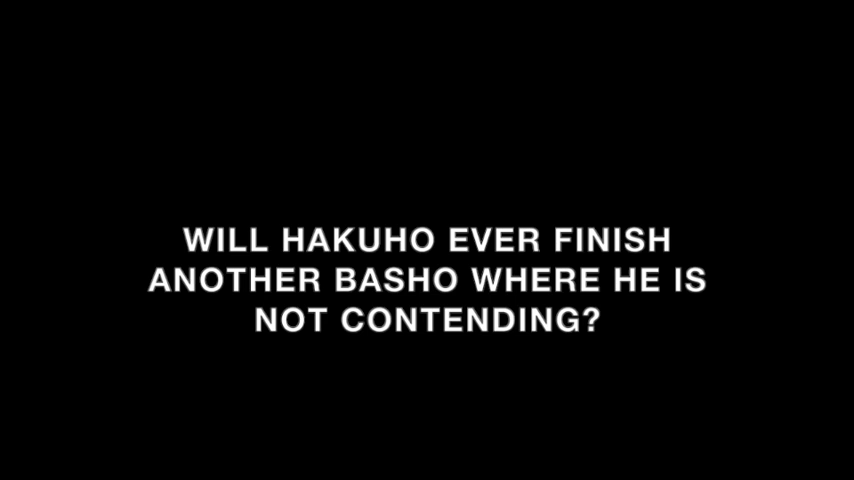 WILL HAKUHO EVER FINISH
ANOTHER BASHO WHERE HE IS
NOT CONTENDING?